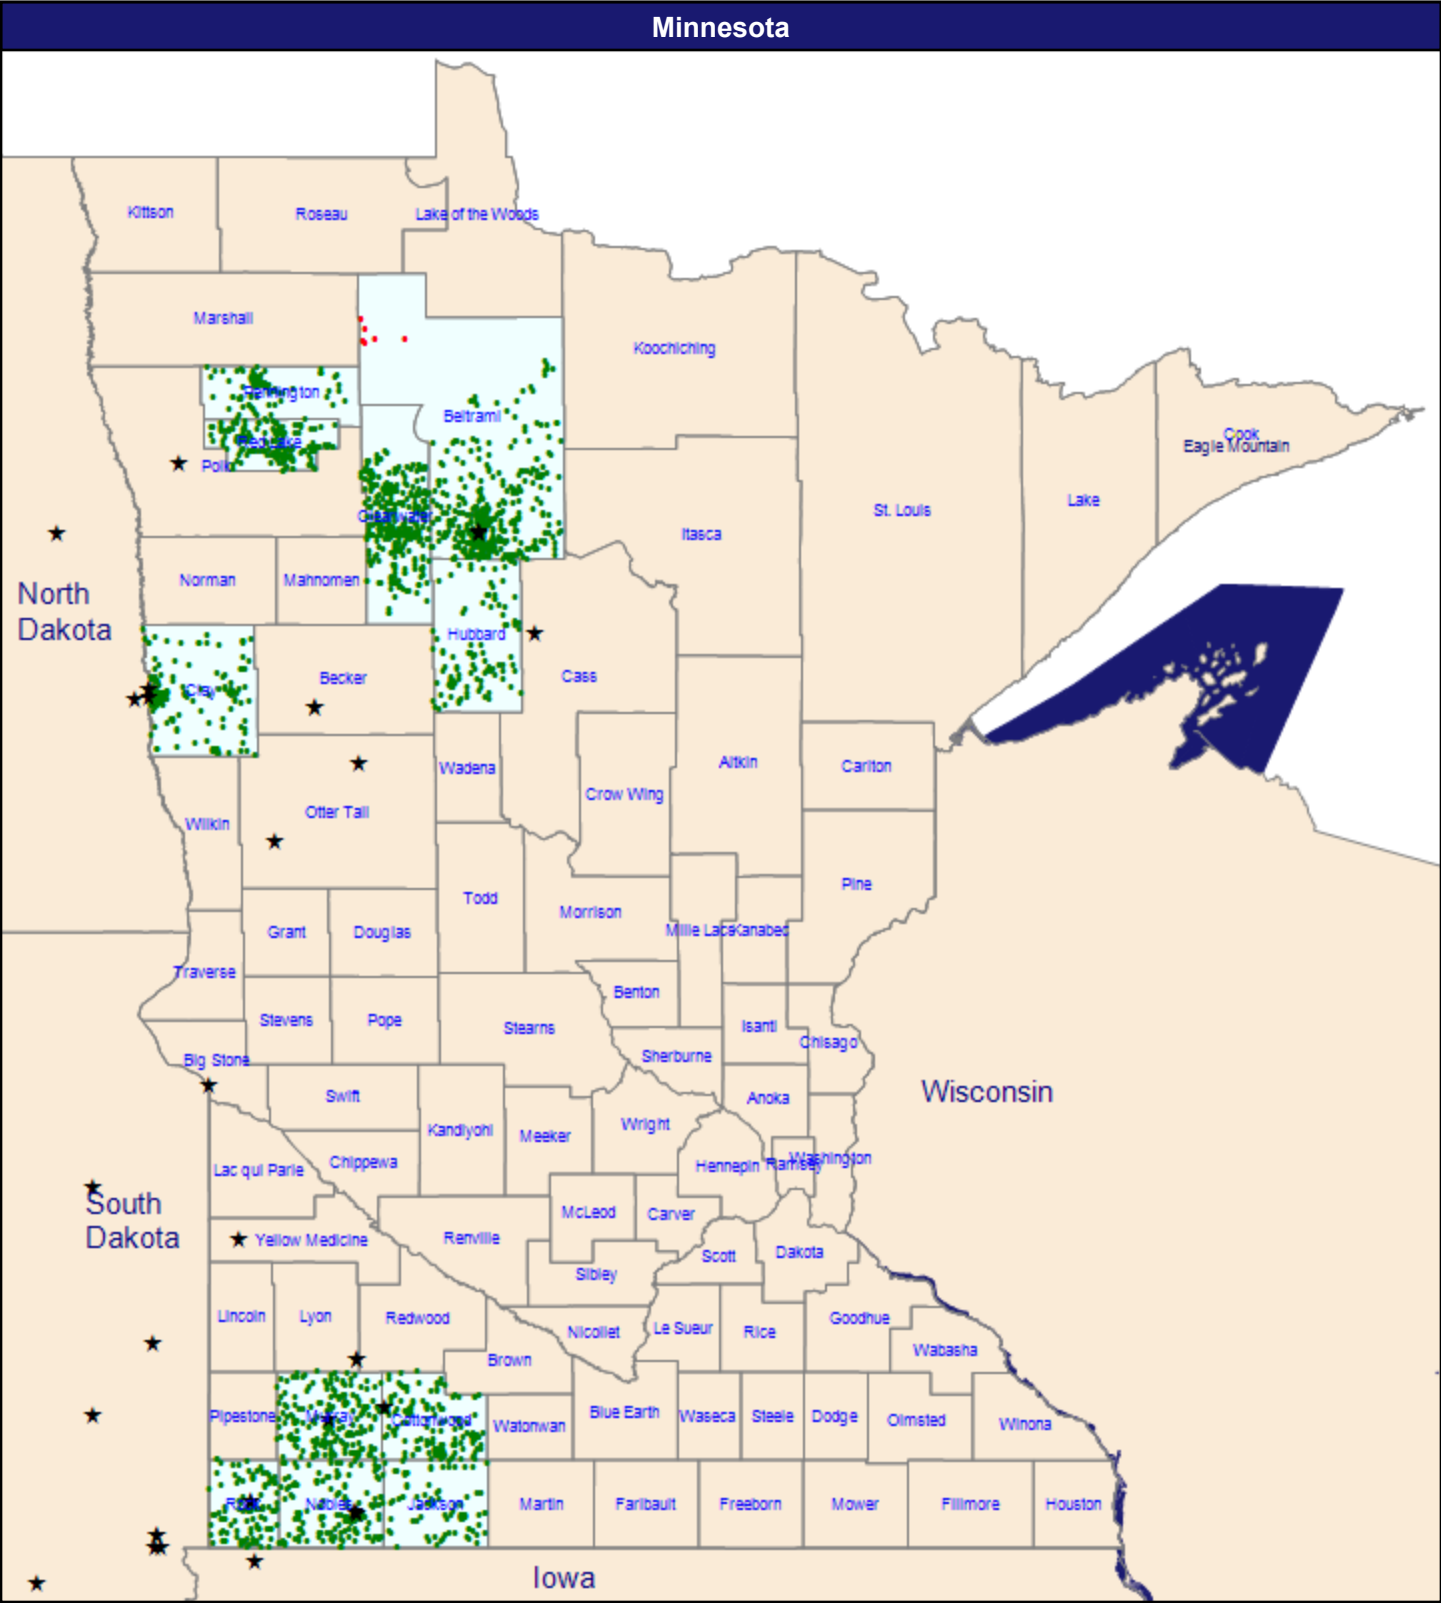 Minnesota
Kittson
Roseau
Lake of the Woods
Marshall
Koochiching
Pennington
Beltrami
Red Lake
Polk
Cook
Eagle Mountain
Lake
St. Louis
Clearwater
Itasca
Norman
Mahnomen
North
Dakota
Hubbard
Cass
Clay
Becker
Wadena
Aitkin
Carlton
Crow Wing
Otter Tail
Wilkin
Todd
Pine
Morrison
Grant
Douglas
Mille Lacs
Kanabec
Traverse
Benton
Stevens
Pope
Stearns
Isanti
Chisago
Big Stone
Sherburne
Swift
Anoka
Wisconsin
Kandiyohi
Meeker
Wright
Lac qui Parle
Chippewa
Hennepin
Ramsey
Washington
South
Dakota
McLeod
Carver
Yellow Medicine
Renville
Scott
Dakota
Sibley
Lincoln
Lyon
Redwood
Nicollet
Le Sueur
Rice
Goodhue
Wabasha
Brown
Pipestone
Murray
Cottonwood
Watonwan
Blue Earth
Waseca
Steele
Dodge
Olmsted
Winona
Rock
Nobles
Jackson
Martin
Faribault
Freeborn
Mower
Fillmore
Houston
Iowa